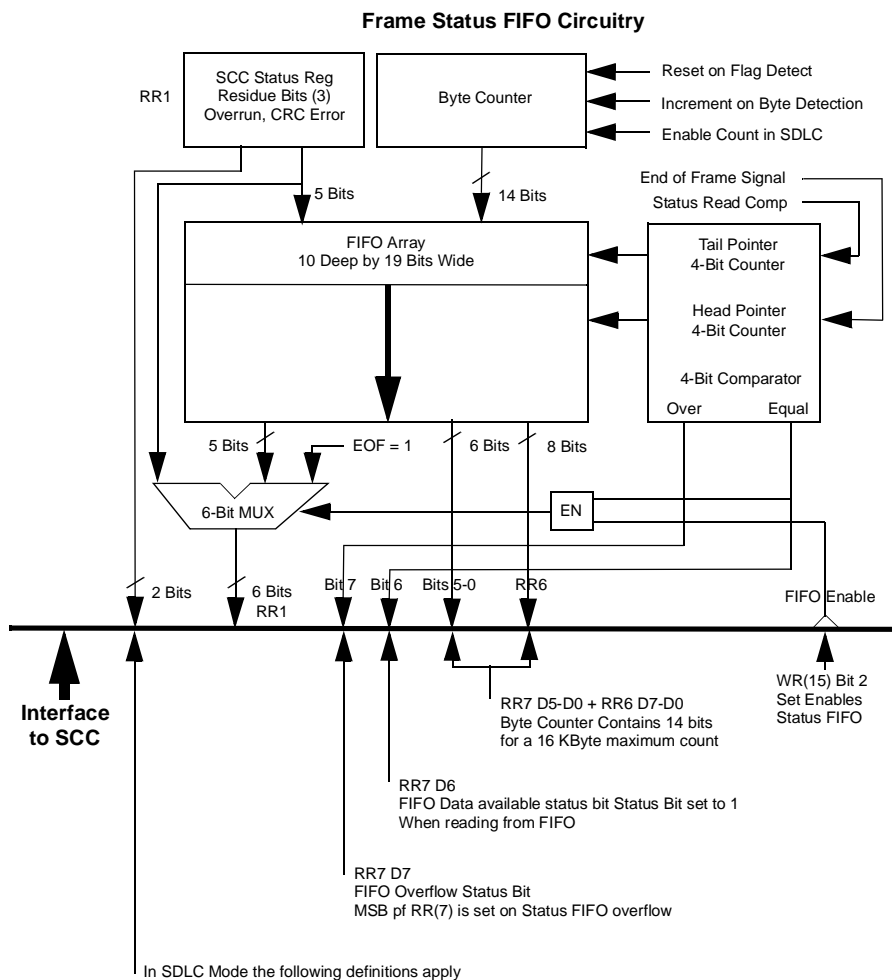 Frame Status FIFO Circuitry
RR1
SCC Status Reg
Residue Bits (3)
Overrun, CRC Error
Byte Counter
Reset on Flag Detect
Increment on Byte Detection
Enable Count in SDLC
End of Frame Signal
Status Read Comp
5 Bits
14 Bits
FIFO Array
10 Deep by 19 Bits Wide
Tail Pointer
4-Bit Counter
Head Pointer
4-Bit Counter
4-Bit Comparator
Over
Equal
5 Bits
EOF = 1
6 Bits
8 Bits
6-Bit MUX
EN
2 Bits
6 Bits
RR1
Bit 7
Bit 6
Bits 5-0
RR6
FIFO Enable
Interface
to SCC
WR(15) Bit 2
Set Enables
Status FIFO
RR7 D5-D0 + RR6 D7-D0
Byte Counter Contains 14 bits
for a 16 KByte maximum count
RR7 D6
FIFO Data available status bit Status Bit set to 1
When reading from FIFO
RR7 D7
FIFO Overflow Status Bit
MSB pf RR(7) is set on Status FIFO overflow
In SDLC Mode the following definitions apply